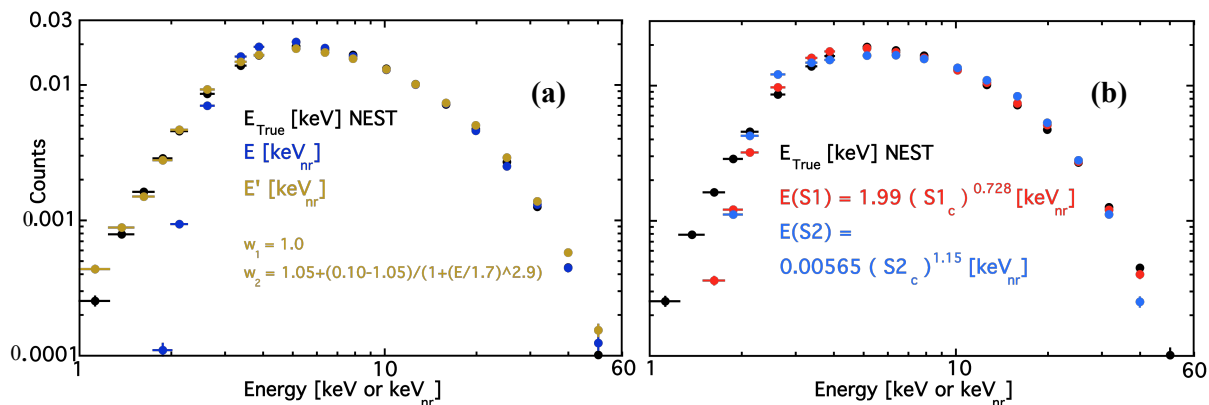 0.03
0.01
0.001
0.0001
Counts
(a)
E_True [keV] NEST
E [keV_nr]
E' [keV_nr]
w_1 = 1.0
w_2 = 1.05+(0.10-1.05)/(1+(E/1.7)^2.9)
1 10 60
Energy [keV or keV_nr]
(b)
E_True [keV] NEST
E(S1) = 1.99 ( S1_c )^0.728 [keV_nr]
E(S2) =
0.00565 ( S2_c )^1.15 [keV_nr]
1 10 60
Energy [keV or keV_nr]